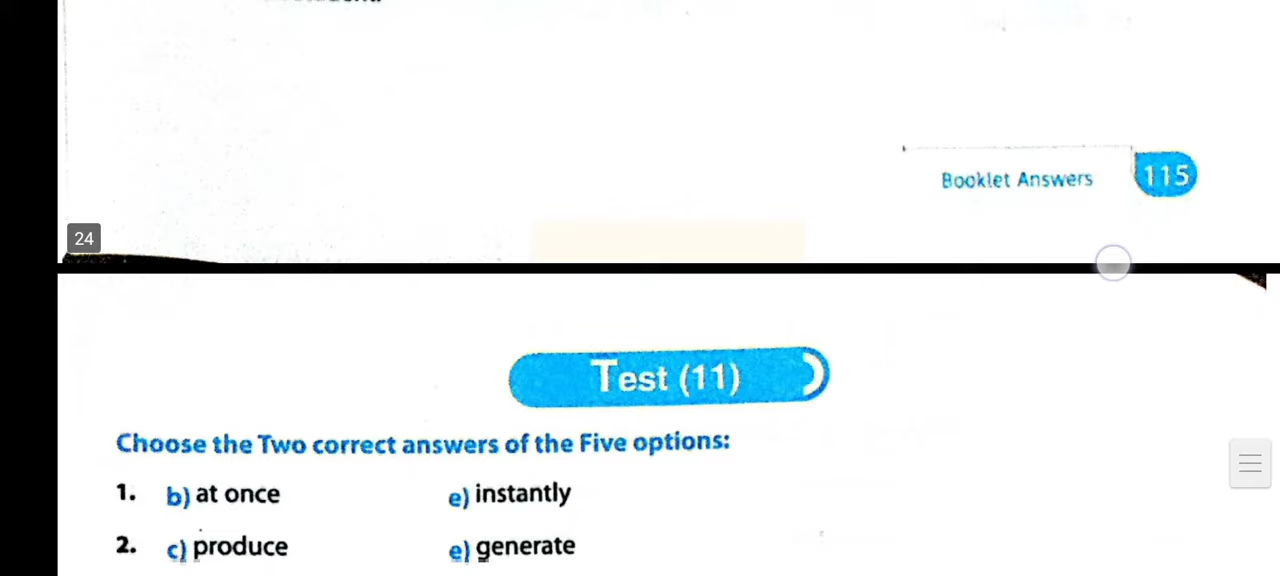 Booklet Answers 115
24
Test (11)
Choose the Two correct answers of the Five options:
1. b) at once e) instantly
2. c) produce e) generate